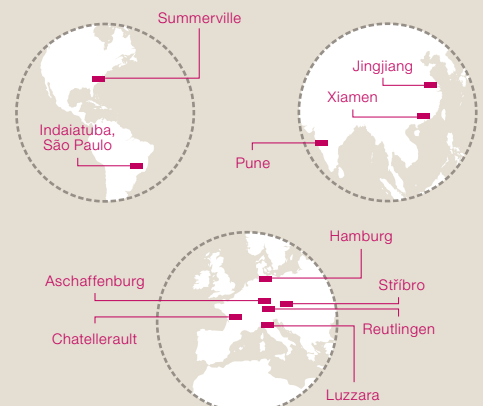 Summerville
Indaiatuba,
São Paulo
Jingjiang
Xiamen
Pune
Hamburg
Aschaffenburg
Stříbro
Chatellerault
Reutlingen
Luzzara